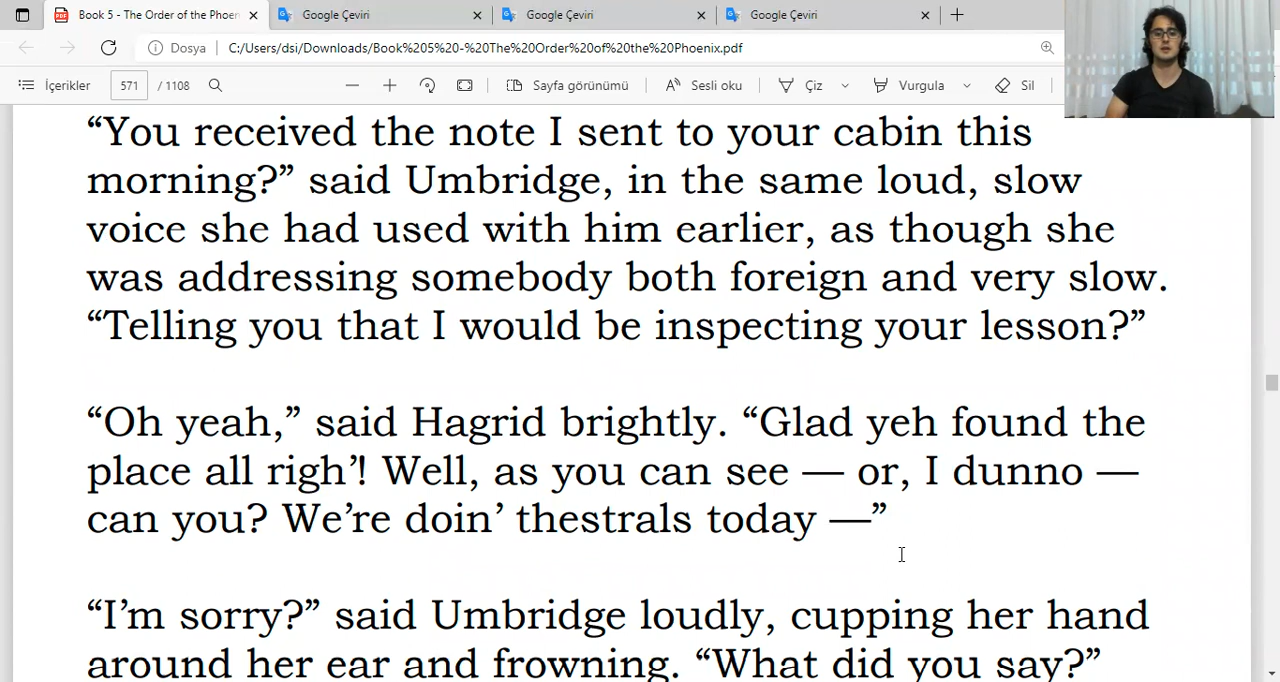 Book 5 - The Order of the Phoen
Google Çeviri
Google Çeviri
Google Çeviri
Dosya
C:/Users/dsi/Downloads/Book%205%20-%20The%20Order%20of%20the%20Phoenix.pdf
İçerikler
571
/ 1108
Sayfa görünümü
Sesli oku
Çiz
Vurgula
Sil
“You received the note I sent to your cabin this
morning?” said Umbridge, in the same loud, slow
voice she had used with him earlier, as though she
was addressing somebody both foreign and very slow.
“Telling you that I would be inspecting your lesson?”
“Oh yeah,” said Hagrid brightly. “Glad yeh found the
place all righ’! Well, as you can see — or, I dunno —
can you? We’re doin’ thestrals today —”
“I’m sorry?” said Umbridge loudly, cupping her hand
around her ear and frowning. “What did you say?”